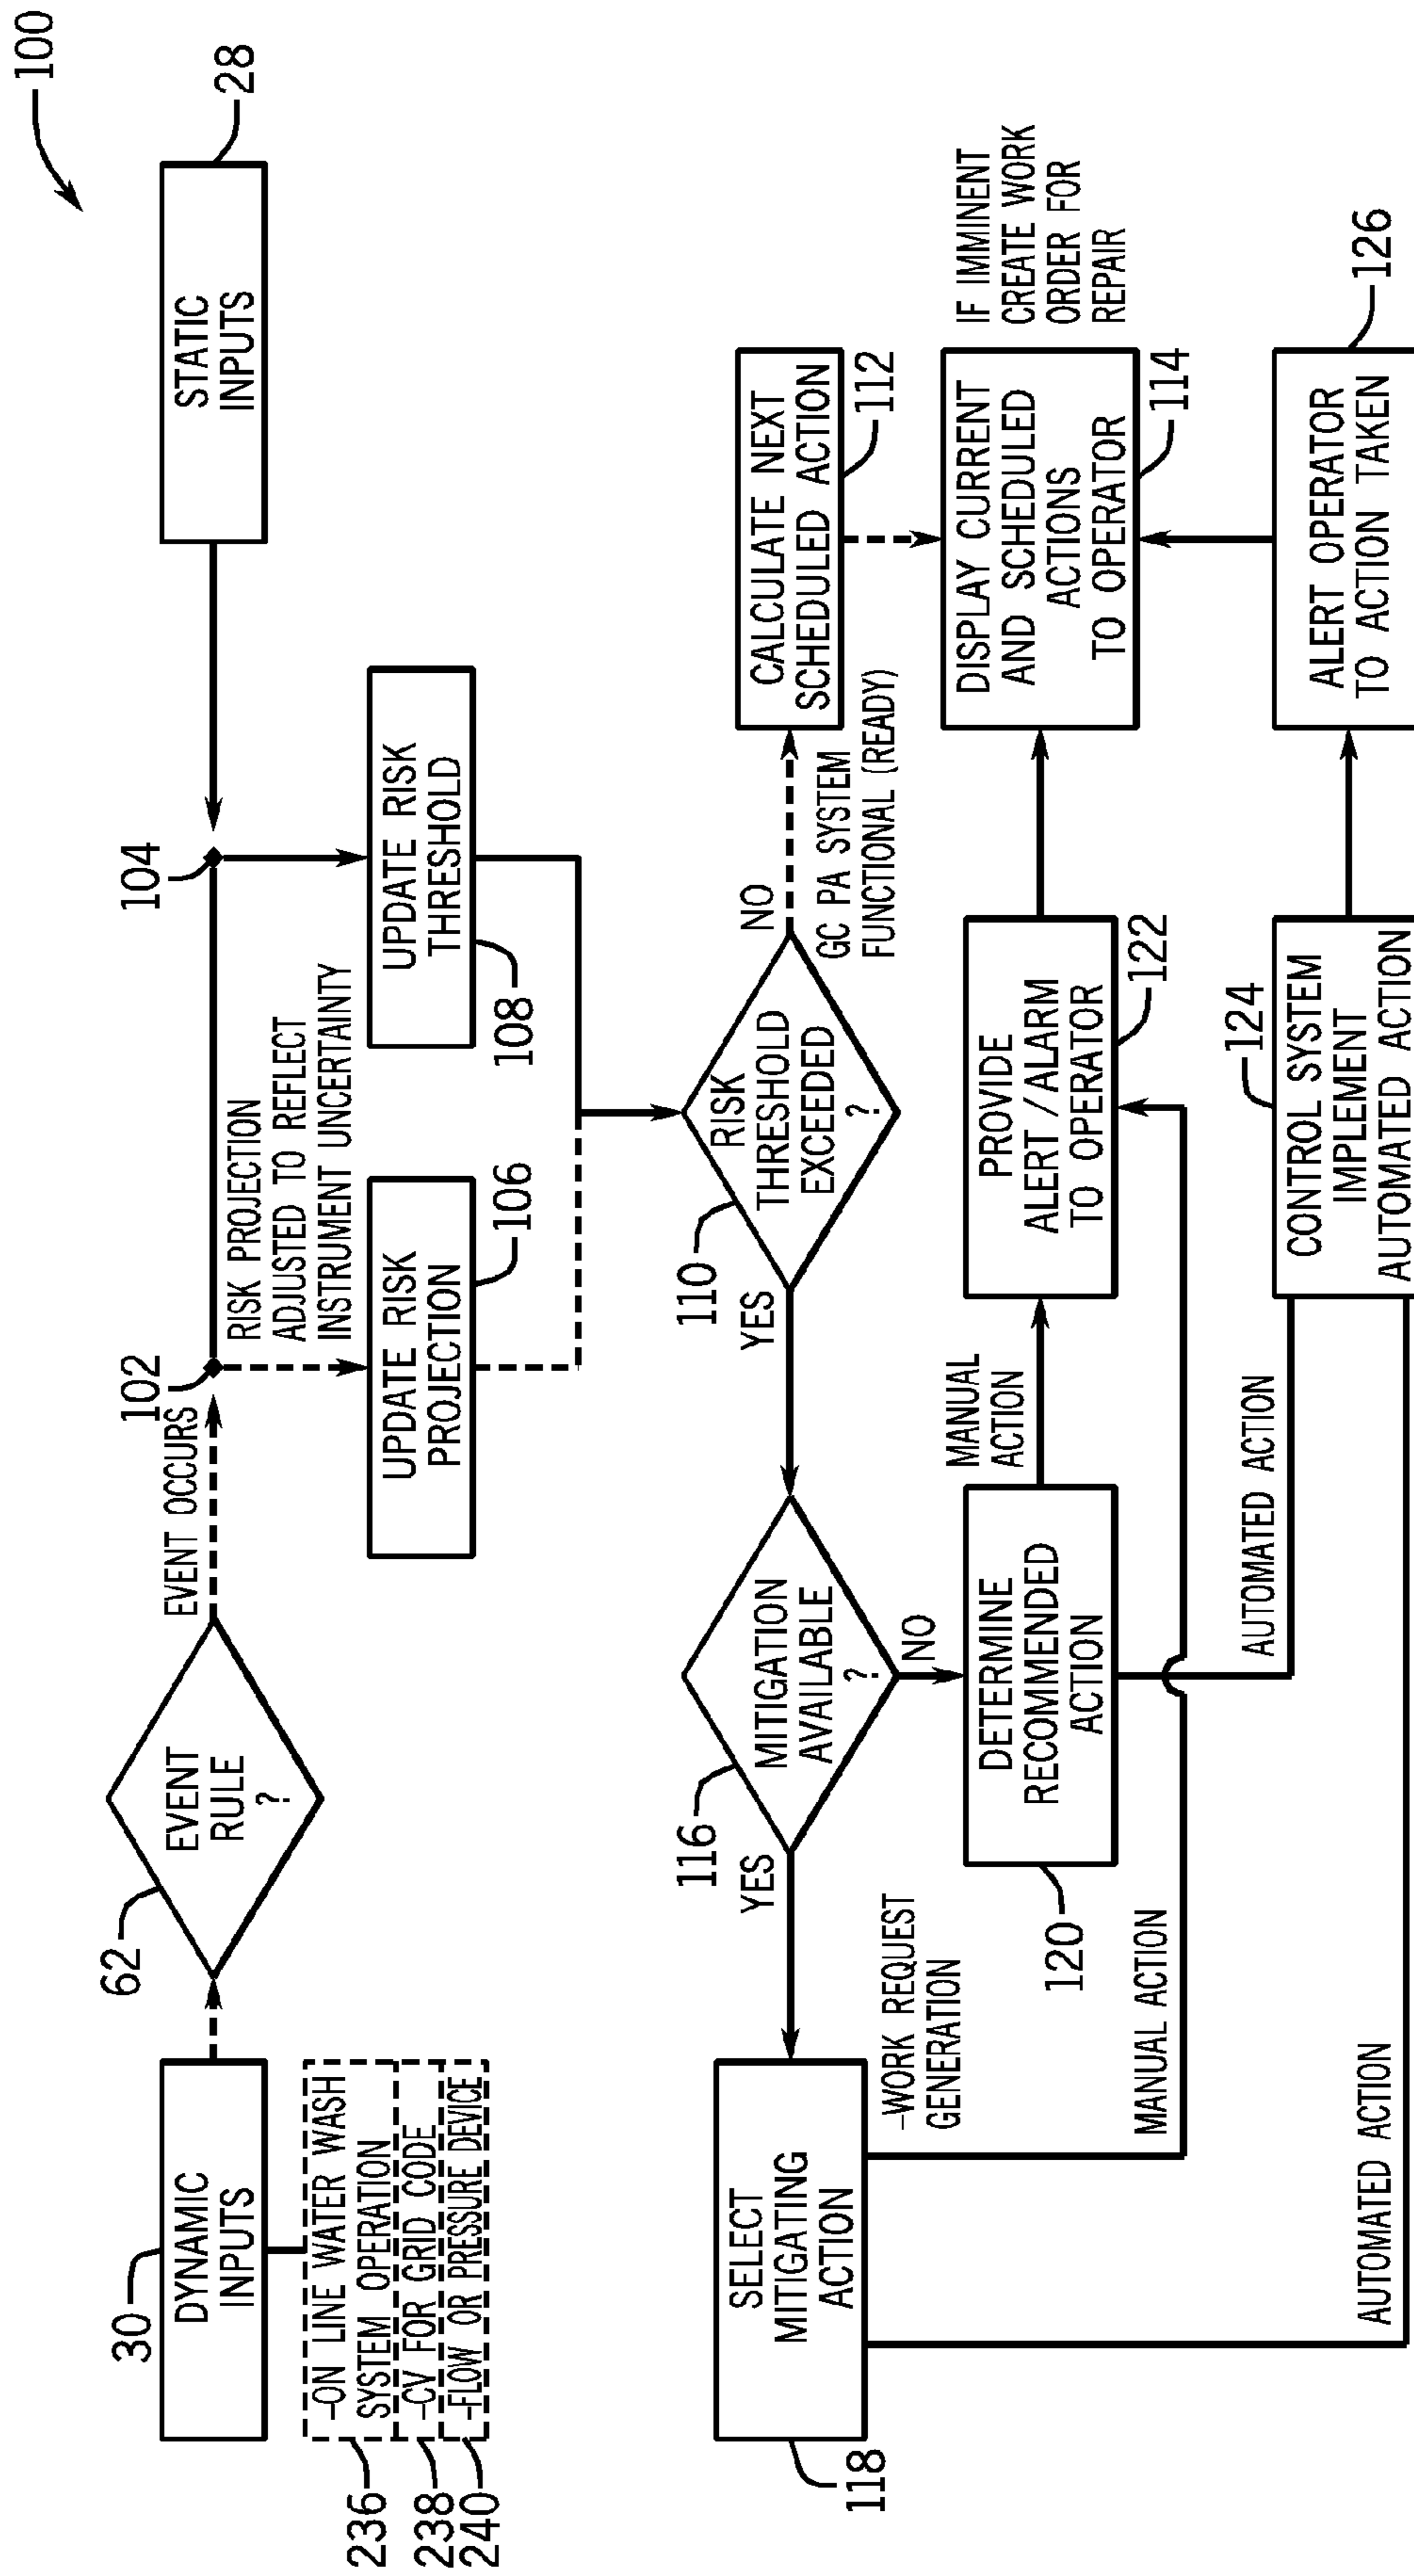 100
30
DYNAMIC
INPUTS
236
-ON LINE WATER WASH
SYSTEM OPERATION
238
-CV FOR GRID CODE
240
-FLOW OR PRESSURE DEVICE
62
EVENT
RULE
?
EVENT OCCURS
102
104
STATIC
INPUTS
28
RISK PROJECTION
ADJUSTED TO REFLECT
INSTRUMENT UNCERTAINTY
UPDATE RISK
PROJECTION
106
UPDATE RISK
THRESHOLD
108
110
RISK
THRESHOLD
EXCEEDED
?
YES
NO
GC PA SYSTEM
FUNCTIONAL (READY)
CALCULATE NEXT
SCHEDULED ACTION
112
116
MITIGATION
AVAILABLE
?
YES
NO
SELECT
MITIGATING
ACTION
118
-WORK REQUEST
GENERATION
DETERMINE
RECOMMENDED
ACTION
120
MANUAL
ACTION
PROVIDE
ALERT/ALARM
TO OPERATOR
122
DISPLAY CURRENT
AND SCHEDULED
ACTIONS
TO OPERATOR
114
IF IMMINENT
CREATE WORK
ORDER FOR
REPAIR
MANUAL ACTION
AUTOMATED ACTION
AUTOMATED ACTION
124
CONTROL SYSTEM
IMPLEMENT
AUTOMATED ACTION
ALERT OPERATOR
TO ACTION TAKEN
126